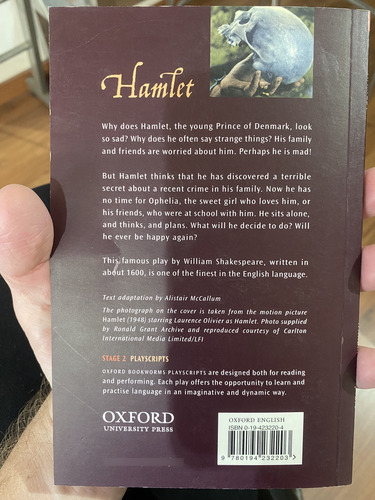 Hamlet
Why does Hamlet, the young Prince of Denmark, look
so sad? Why does he often say strange things? His family
and friends are worried about him. Perhaps he is mad!
But Hamlet thinks that he has discovered a terrible
secret about a recent crime in his family. Now he has
no time for Ophelia, the sweet girl who loves him, or
his friends, who were at school with him. He sits alone,
and thinks, and plans. What will he decide to do? Will
he ever be happy again?
This famous play by William Shakespeare, written in
about 1600, is one of the finest in the English language.
Text adaptation by Alistair McCallum
The photograph on the cover is taken from the motion picture
Hamlet (1948) starring Laurence Olivier as Hamlet. Photo supplied
by Ronald Grant Archive and reproduced courtesy of Carlton
International Media Limited/LFI
STAGE 2 PLAYSCRIPTS
OXFORD BOOKWORMS PLAYSCRIPTS are designed both for reading
and performing. Each play offers the opportunity to learn and
practise language in an imaginative and dynamic way.
OXFORD
UNIVERSITY PRESS
OXFORD ENGLISH
ISBN 0-19-423220-4
9 780194 232203 >